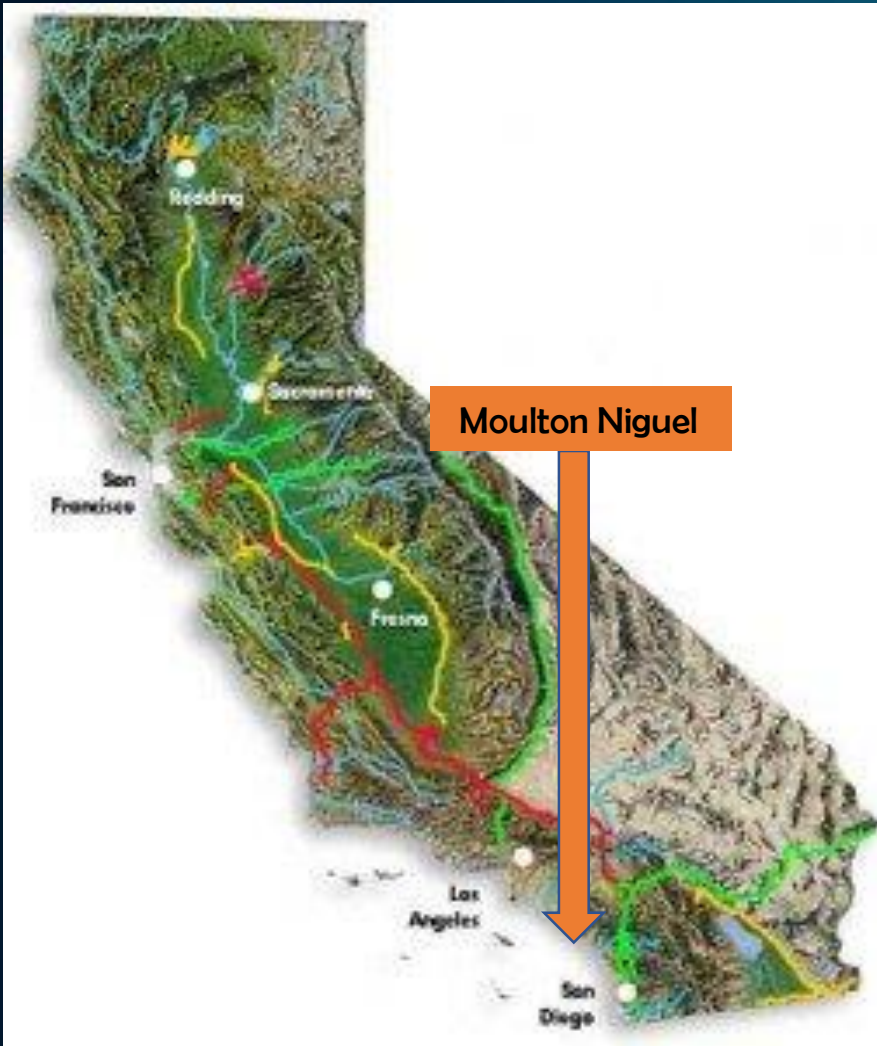 Redding
Sacramento
Moulton Niguel
San
Francisco
Fresno
Los
Angeles
San
Diego